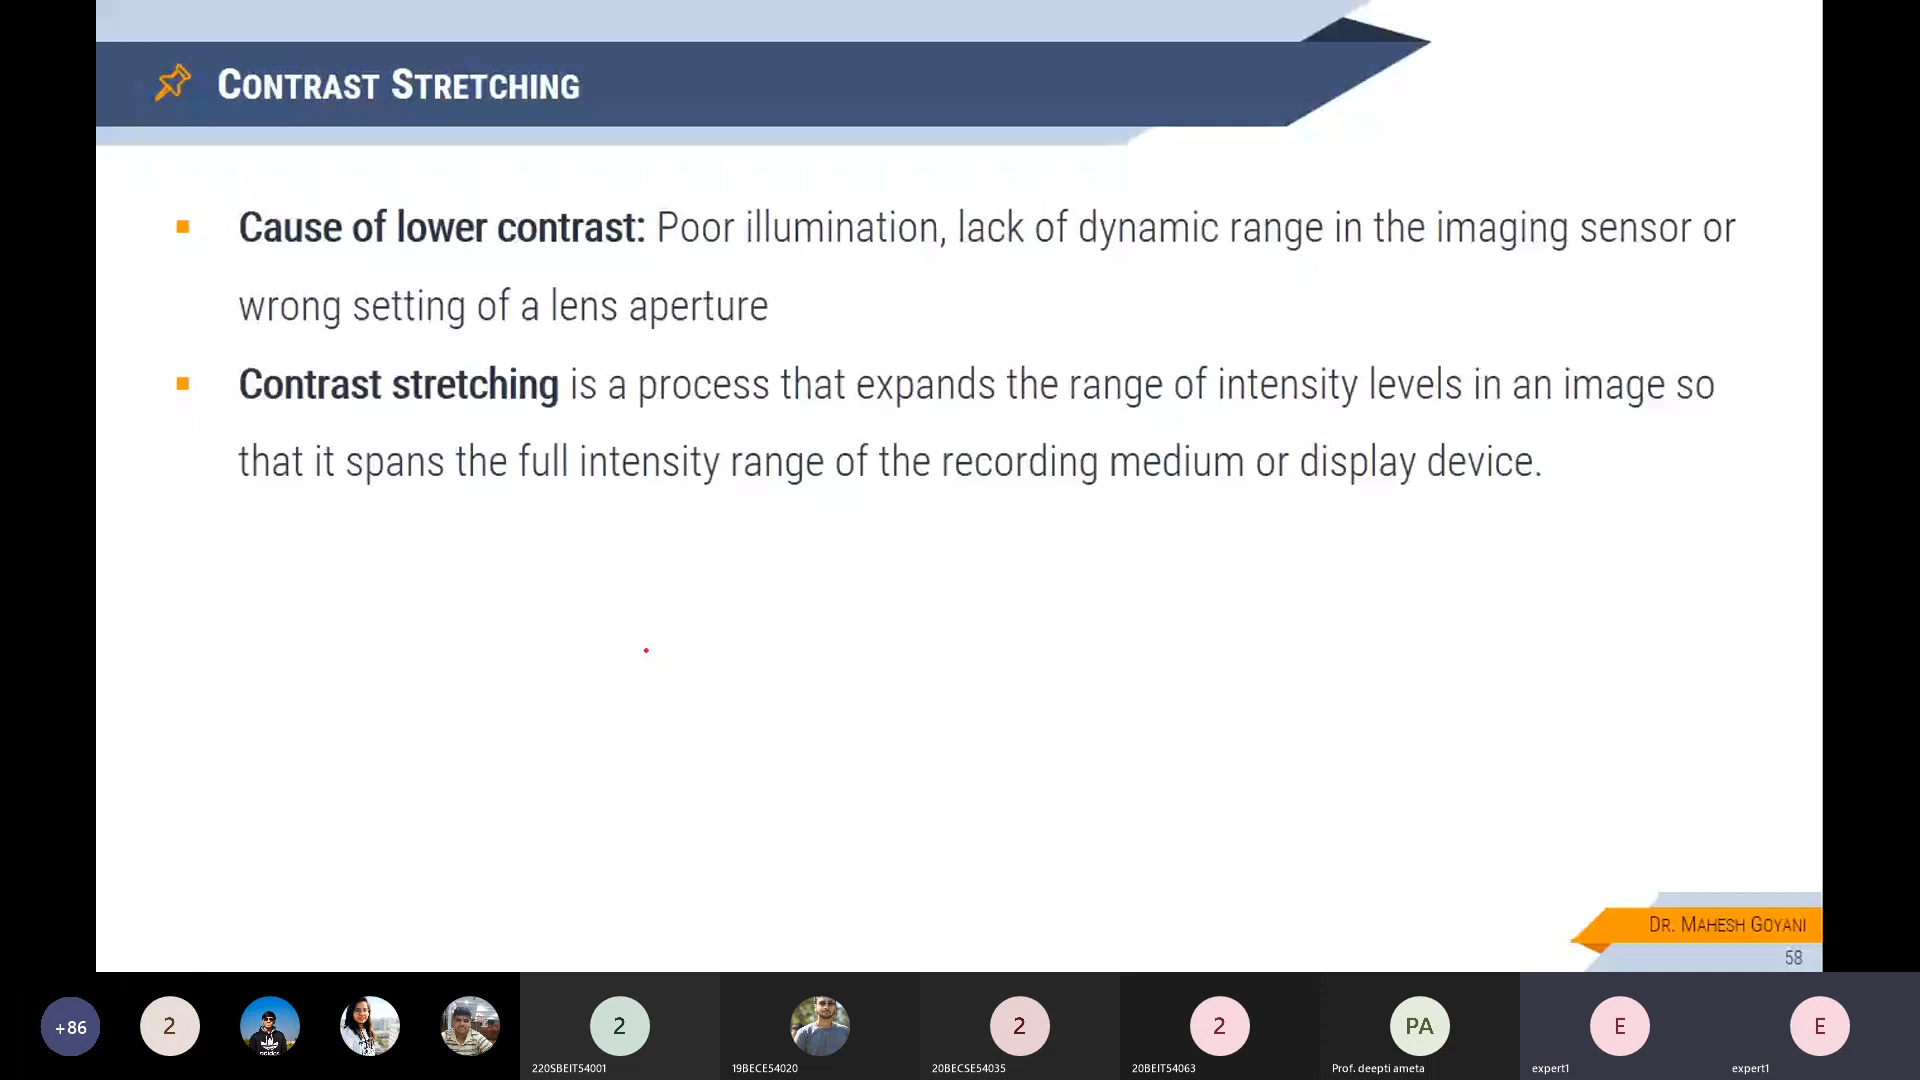 CONTRAST STRETCHING
Cause of lower contrast: Poor illumination, lack of dynamic range in the imaging sensor or
wrong setting of a lens aperture
Contrast stretching is a process that expands the range of intensity levels in an image so
that it spans the full intensity range of the recording medium or display device.
DR. MAHESH GOYANI
58
+86
2
2
2
2
PA
E
E
220SBEIT54001
19BECE54020
20BECSE54035
20BEIT54063
Prof. deepti ameta
expert1
expert1